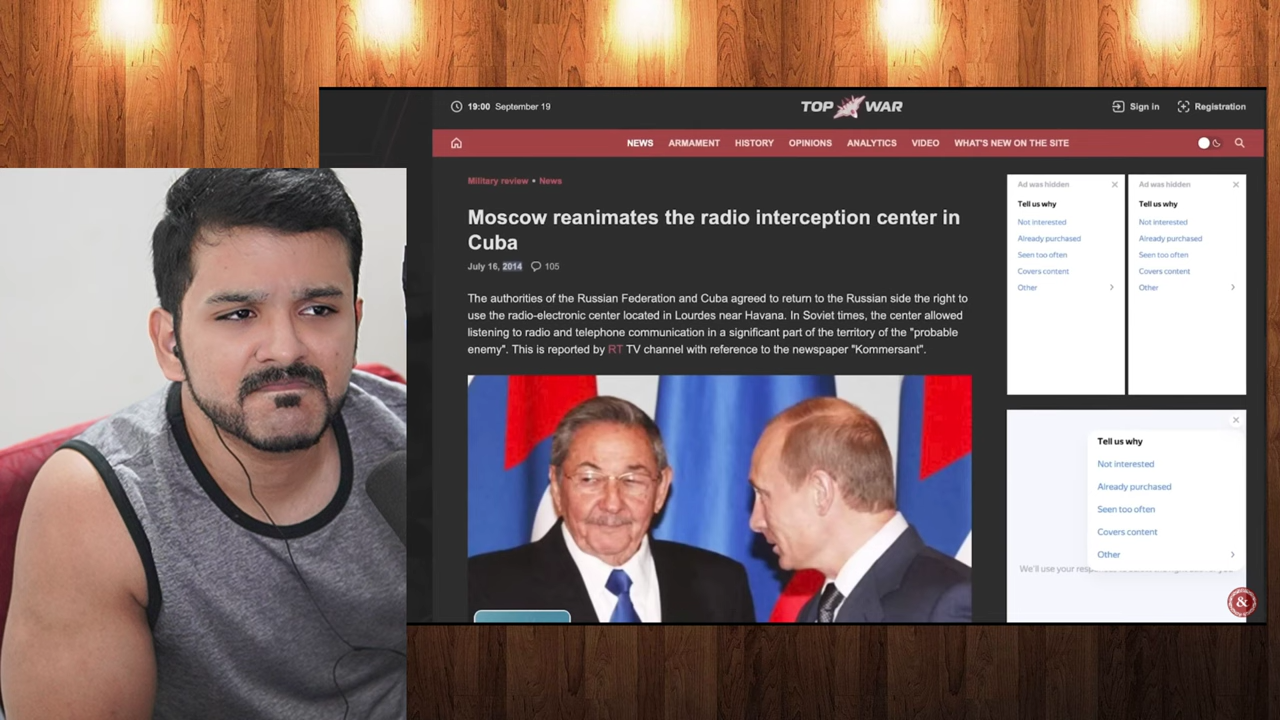 19:00 September 19
TOP WAR
Sign in
Registration
NEWS
ARMAMENT
HISTORY
OPINIONS
ANALYTICS
VIDEO
WHAT'S NEW ON THE SITE
Military review • News
Moscow reanimates the radio interception center in
Cuba
July 16, 2014
105
The authorities of the Russian Federation and Cuba agreed to return to the Russian side the right to
use the radio-electronic center located in Lourdes near Havana. In Soviet times, the center allowed
listening to radio and telephone communication in a significant part of the territory of the "probable
enemy". This is reported by RT TV channel with reference to the newspaper "Kommersant".
Ad was hidden
Tell us why
Not interested
Already purchased
Seen too often
Covers content
Other
Ad was hidden
Tell us why
Not interested
Already purchased
Seen too often
Covers content
Other
Tell us why
Not interested
Already purchased
Seen too often
Covers content
Other
We'll use your
&